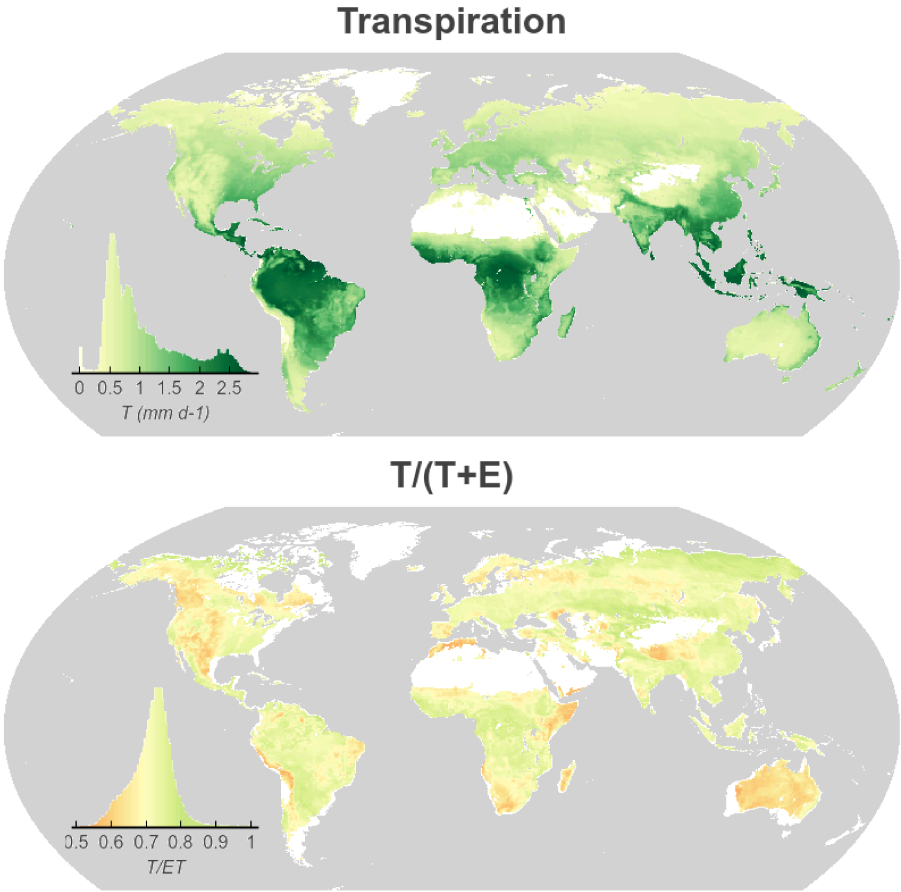 Transpiration
0 0.5 1 1.5 2 2.5
T (mm d-1)
T/(T+E)
0.5 0.6 0.7 0.8 0.9 1
T/ET